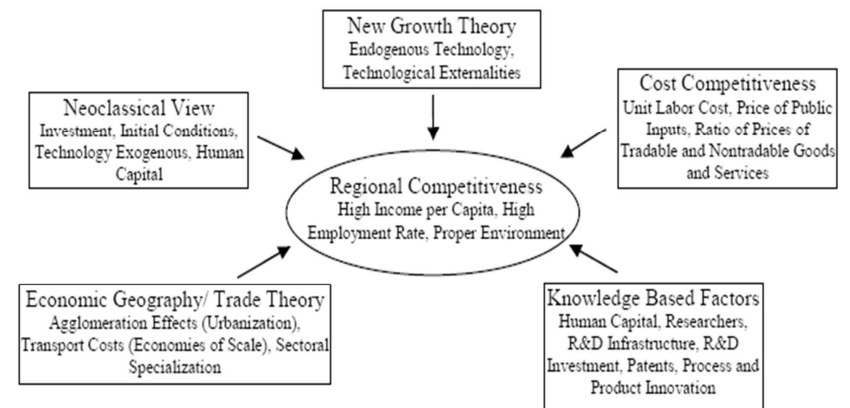 New Growth Theory
Endogenous Technology,
Technological Externalities
Neoclassical View
Investment, Initial Conditions,
Technology Exogenous, Human
Capital
Cost Competitiveness
Unit Labor Cost, Price of Public
Inputs, Ratio of Prices of
Tradable and Nontradable Goods
and Services
Regional Competitiveness
High Income per Capita, High
Employment Rate, Proper Environment
Economic Geography/ Trade Theory
Agglomeration Effects (Urbanization),
Transport Costs (Economies of Scale), Sectoral
Specialization
Knowledge Based Factors
Human Capital, Researchers,
R&D Infrastructure, R&D
Investment, Patents, Process and
Product Innovation